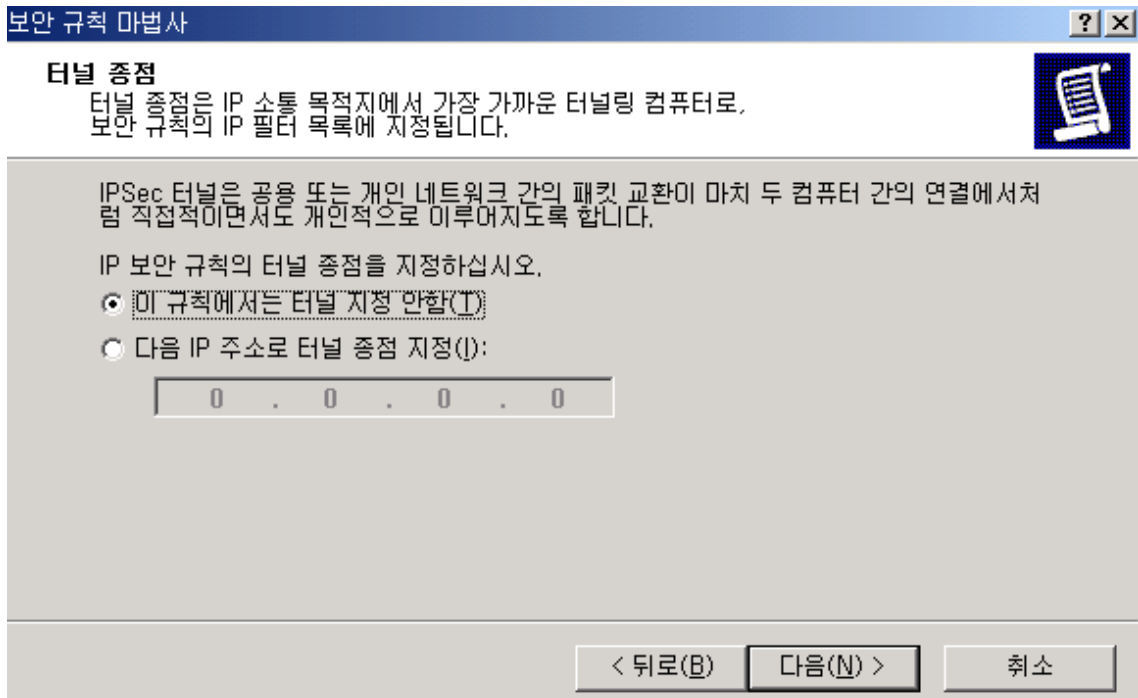 보안 규칙 마법사
터널 종점
터널 종점은 IP 소통 목적지에서 가장 가까운 터널링 컴퓨터로,
보안 규칙의 IP 필터 목록에 지정됩니다.
IPSec 터널은 공용 또는 개인 네트워크 간의 패킷 교환이 마치 두 컴퓨터 간의 연결에서처
럼 직접적이면서도 개인적으로 이루어지도록 합니다.
IP 보안 규칙의 터널 종점을 지정하십시오.
이 규칙에서는 터널 지정 안함(T)
다음 IP 주소로 터널 종점 지정(I):
0 . 0 . 0 . 0
< 뒤로(B) 다음(N) > 취소